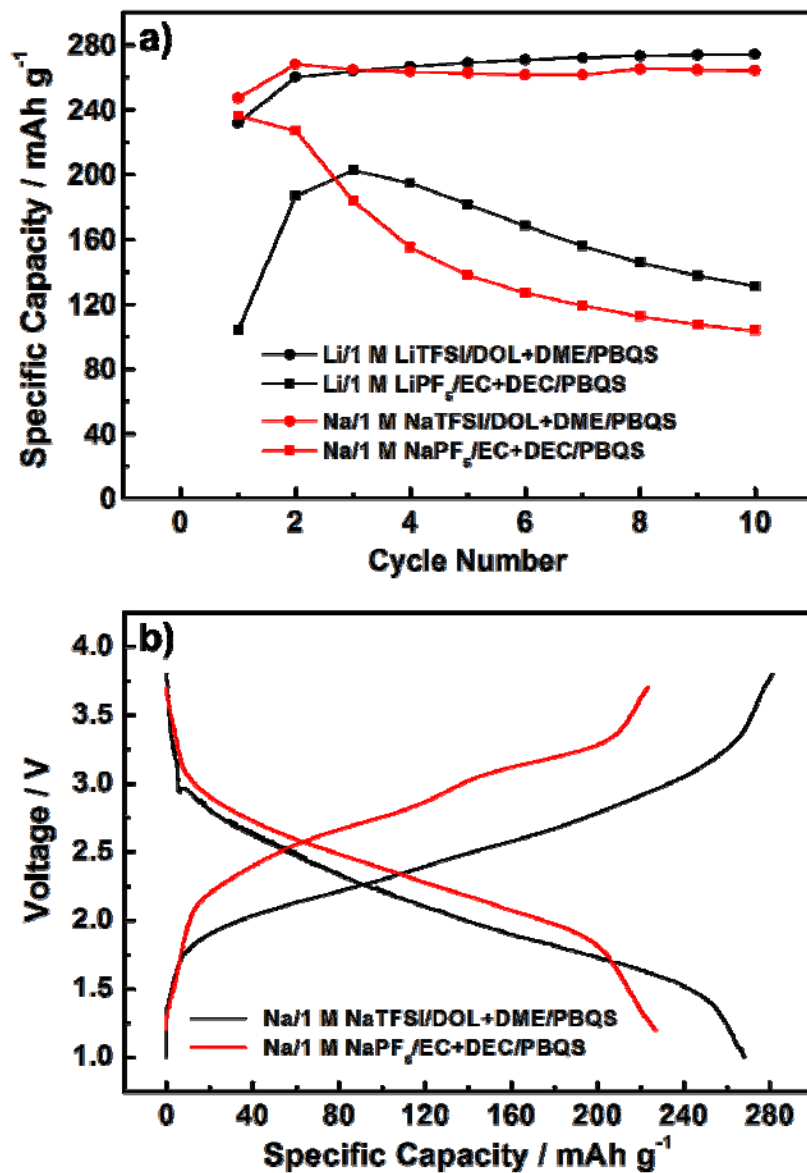 a)
Specific Capacity / mAh g⁻¹
280
240
200
160
120
80
40
0
Li/1 M LiTFSI/DOL+DME/PBQS
Li/1 M LiPF₆/EC+DEC/PBQS
Na/1 M NaTFSI/DOL+DME/PBQS
Na/1 M NaPF₆/EC+DEC/PBQS
0 2 4 6 8 10
Cycle Number
b)
Voltage / V
4.0
3.5
3.0
2.5
2.0
1.5
1.0
Na/1 M NaTFSI/DOL+DME/PBQS
Na/1 M NaPF₆/EC+DEC/PBQS
0 40 80 120 160 200 240 280
Specific Capacity / mAh g⁻¹